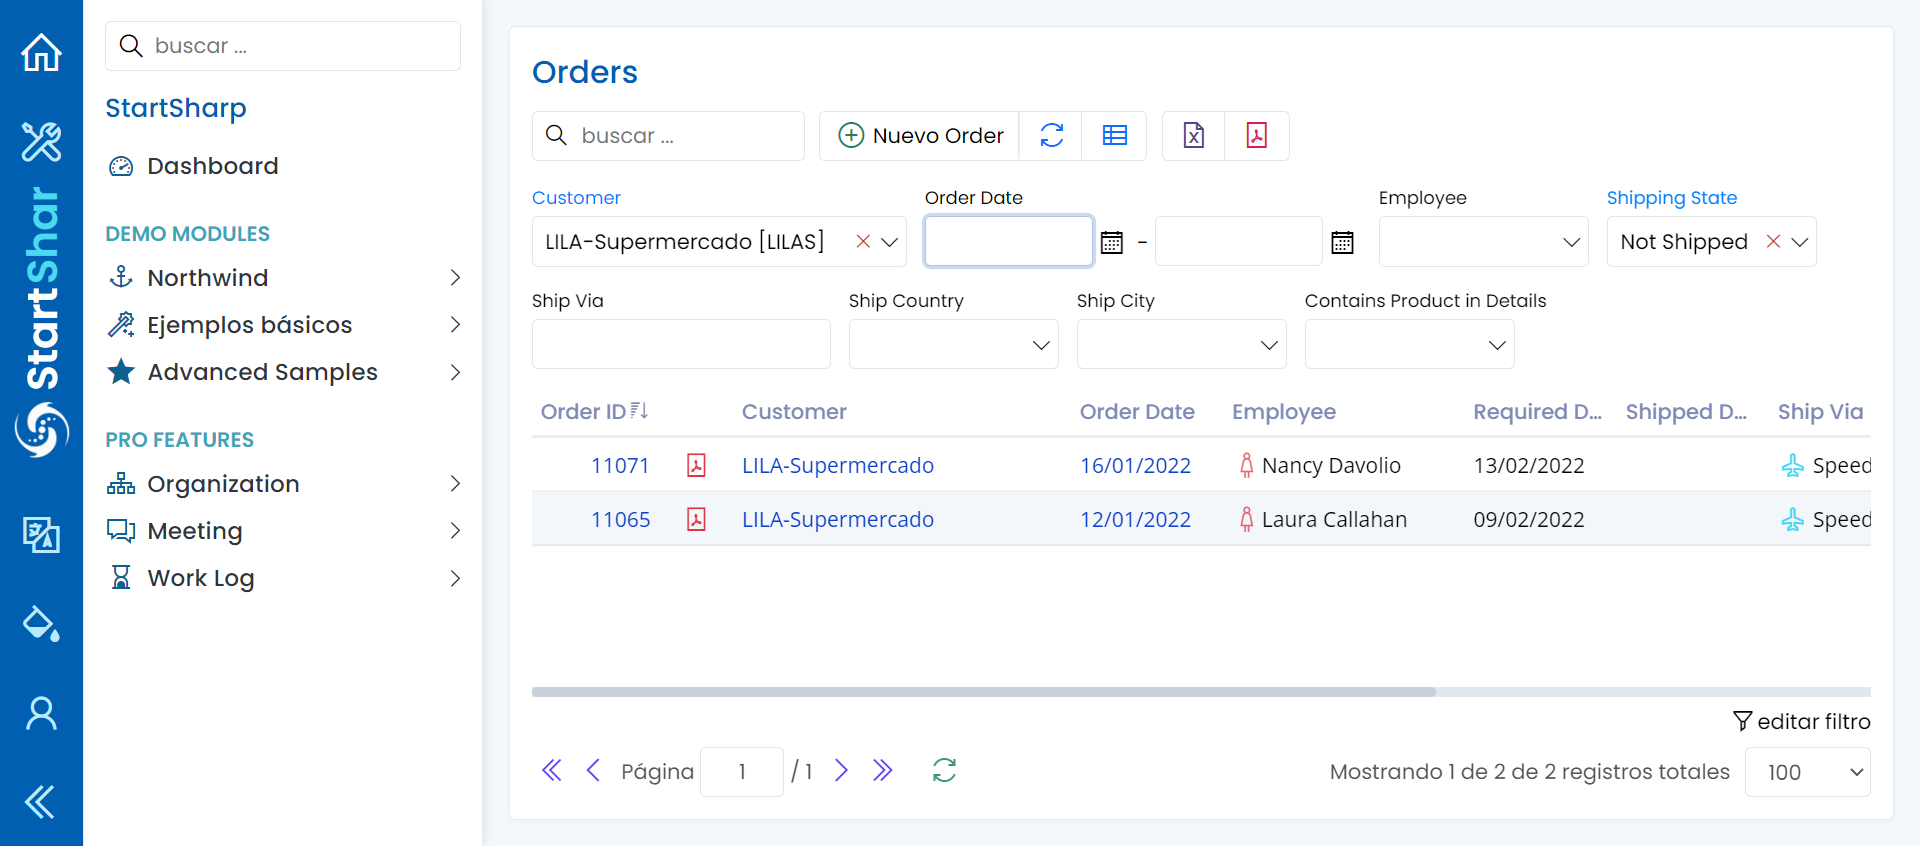 StartShar
buscar ...
StartSharp
Dashboard
DEMO MODULES
Northwind
Ejemplos básicos
Advanced Samples
PRO FEATURES
Organization
Meeting
Work Log
Orders
buscar ...
Nuevo Order
Customer
Order Date
Employee
Shipping State
LILA-Supermercado [LILAS]
-
Not Shipped
Ship Via
Ship Country
Ship City
Contains Product in Details
Order ID Customer Order Date Employee Required D... Shipped D... Ship Via
11071 LILA-Supermercado 16/01/2022 Nancy Davolio 13/02/2022 Speed
11065 LILA-Supermercado 12/01/2022 Laura Callahan 09/02/2022 Speed
editar filtro
Página 1 / 1
Mostrando 1 de 2 de 2 registros totales 100